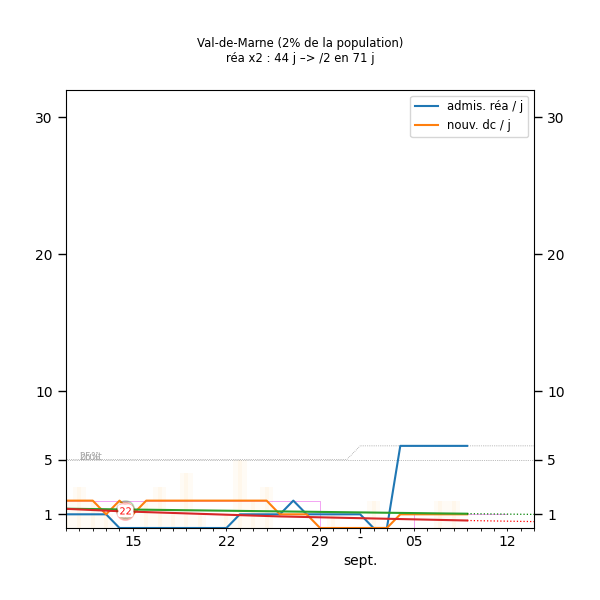 Val-de-Marne (2% de la population)
réa x2 : 44 j –> /2 en 71 j
admis. réa / j
nouv. dc / j
30 30
20 20
10 10
5 5
1 1
22
15 22 29 - 05 12
sept.